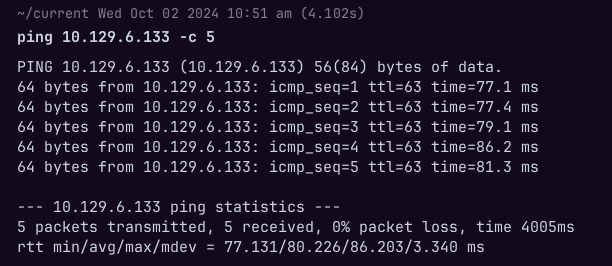 ~/current Wed Oct 02 2024 10:51 am (4.102s)
ping 10.129.6.133 -c 5
PING 10.129.6.133 (10.129.6.133) 56(84) bytes of data.
64 bytes from 10.129.6.133: icmp_seq=1 ttl=63 time=77.1 ms
64 bytes from 10.129.6.133: icmp_seq=2 ttl=63 time=77.4 ms
64 bytes from 10.129.6.133: icmp_seq=3 ttl=63 time=79.1 ms
64 bytes from 10.129.6.133: icmp_seq=4 ttl=63 time=86.2 ms
64 bytes from 10.129.6.133: icmp_seq=5 ttl=63 time=81.3 ms
--- 10.129.6.133 ping statistics ---
5 packets transmitted, 5 received, 0% packet loss, time 4005ms
rtt min/avg/max/mdev = 77.131/80.226/86.203/3.340 ms